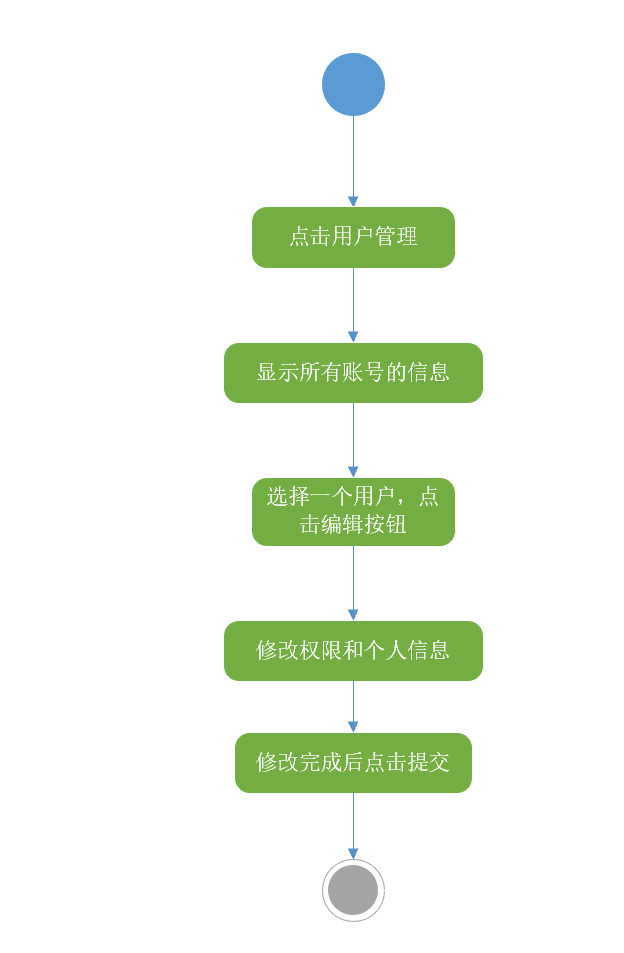 点击用户管理
显示所有账号的信息
选择一个用户，点
击编辑按钮
修改权限和个人信息
修改完成后点击提交